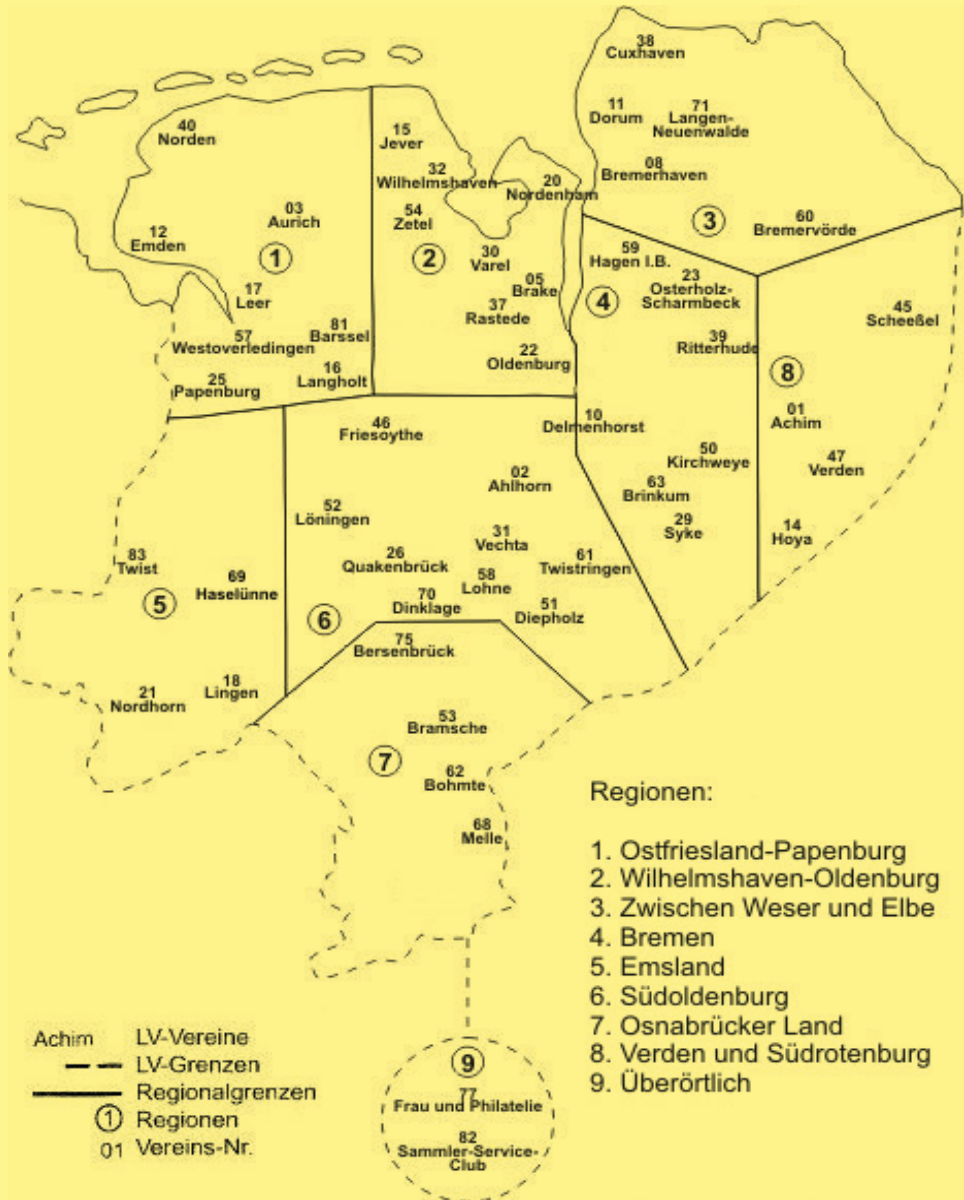 38
Cuxhaven
11
Dorum
71
Langen-
Neuenwalde
40
Norden
15
Jever
32
Wilhelmshaven
08
Bremerhaven
20
Nordenham
03
Aurich
54
Zetel
3
60
Bremervörde
12
Emden
1
2
30
Varel
59
Hagen I.B.
23
Osterholz-
Scharmbeck
05
Brake
4
17
Leer
37
Rastede
45
Scheeßel
57
Westoverledingen
81
Barssel
39
Ritterhude
22
Oldenburg
8
25
Papenburg
16
Langholt
01
Achim
10
Delmenhorst
46
Friesoythe
50
Kirchweye
47
Verden
02
Ahlhorn
63
Brinkum
52
Löningen
29
Syke
14
Hoya
31
Vechta
83
Twist
26
Quakenbrück
61
Twistringen
69
Haselünne
58
Lohne
5
70
Dinklage
51
Diepholz
6
75
Bersenbrück
21
Nordhorn
18
Lingen
53
Bramsche
7
62
Bohmte
68
Melle
Regionen:
1. Ostfriesland-Papenburg
2. Wilhelmshaven-Oldenburg
3. Zwischen Weser und Elbe
4. Bremen
5. Emsland
6. Südoldenburg
7. Osnabrücker Land
8. Verden und Südrotenburg
9. Überörtlich
9
77
Frau und Philatelie
82
Sammler-Service-
Club
Achim LV-Vereine
LV-Grenzen
Regionalgrenzen
1 Regionen
01 Vereins-Nr.